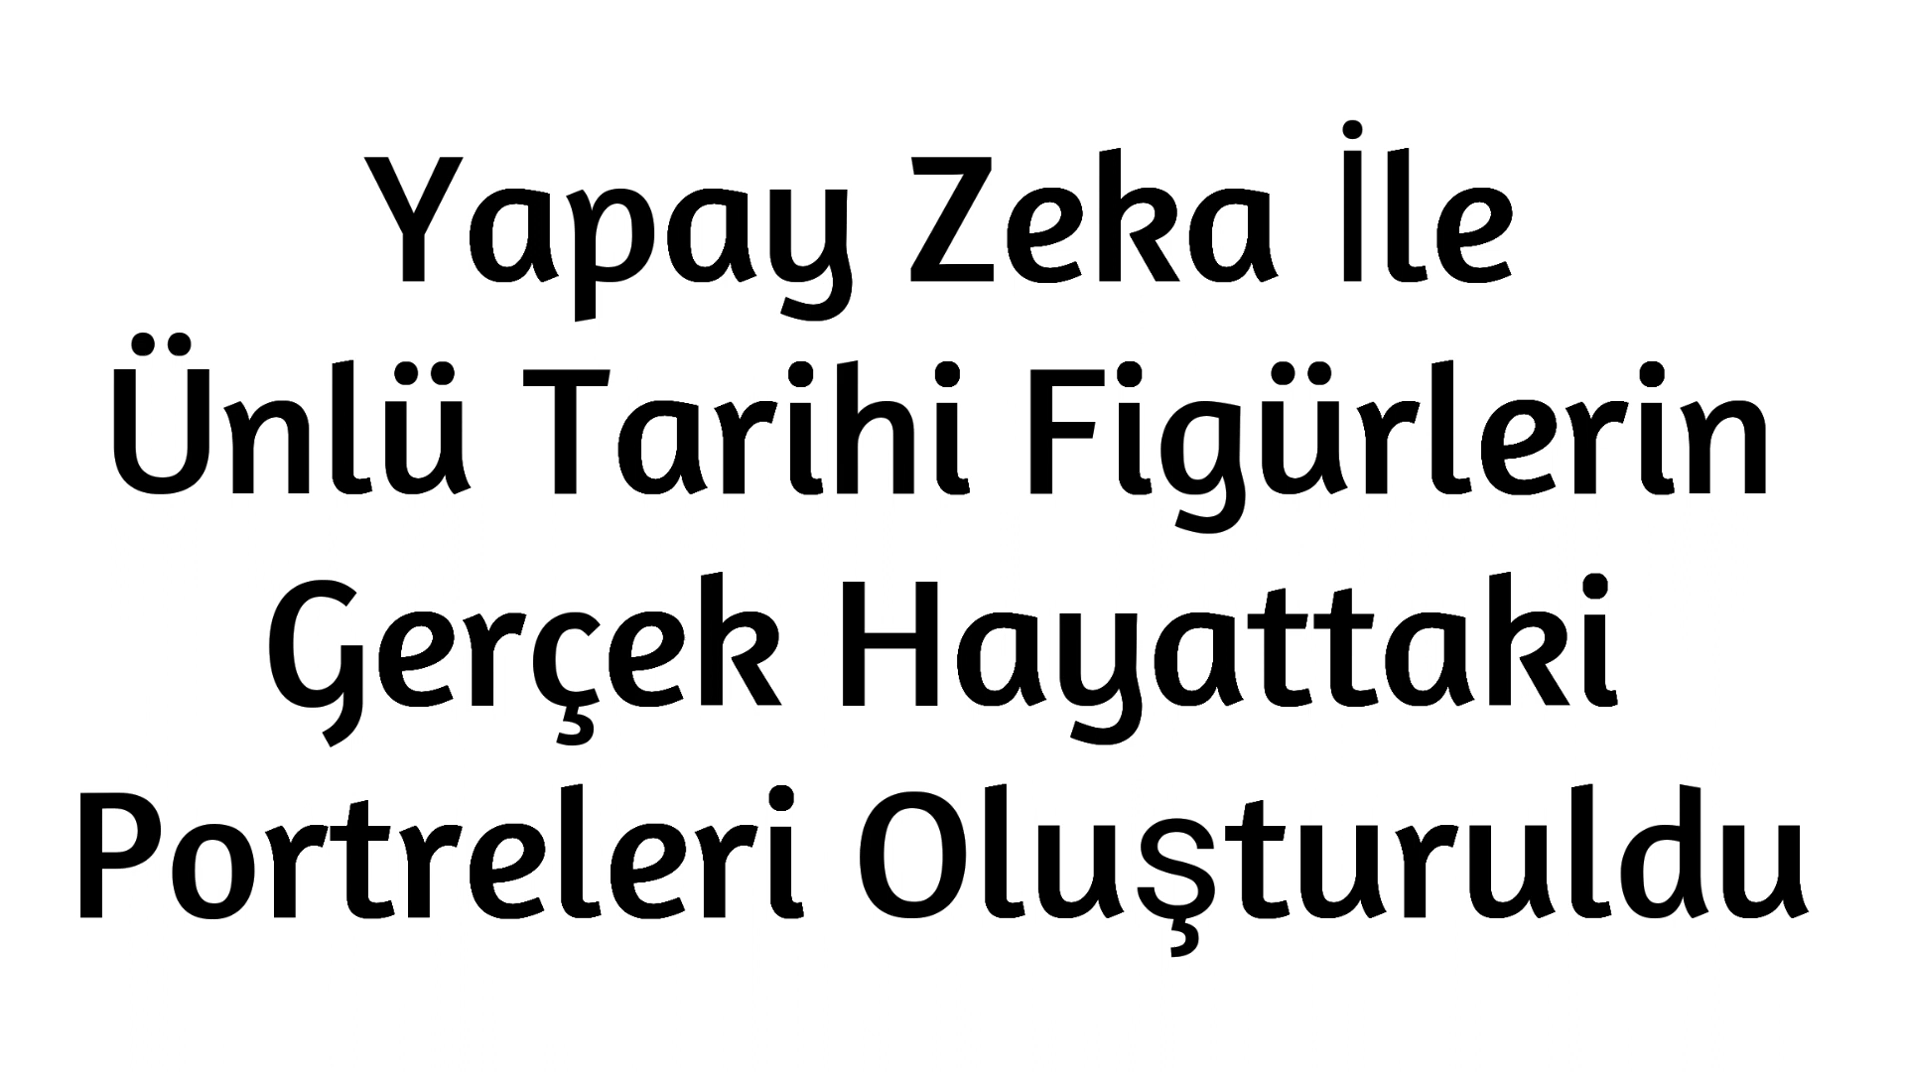 Yapay Zeka İle
Ünlü Tarihi Figürlerin
Gerçek Hayattaki
Portreleri Oluşturuldu